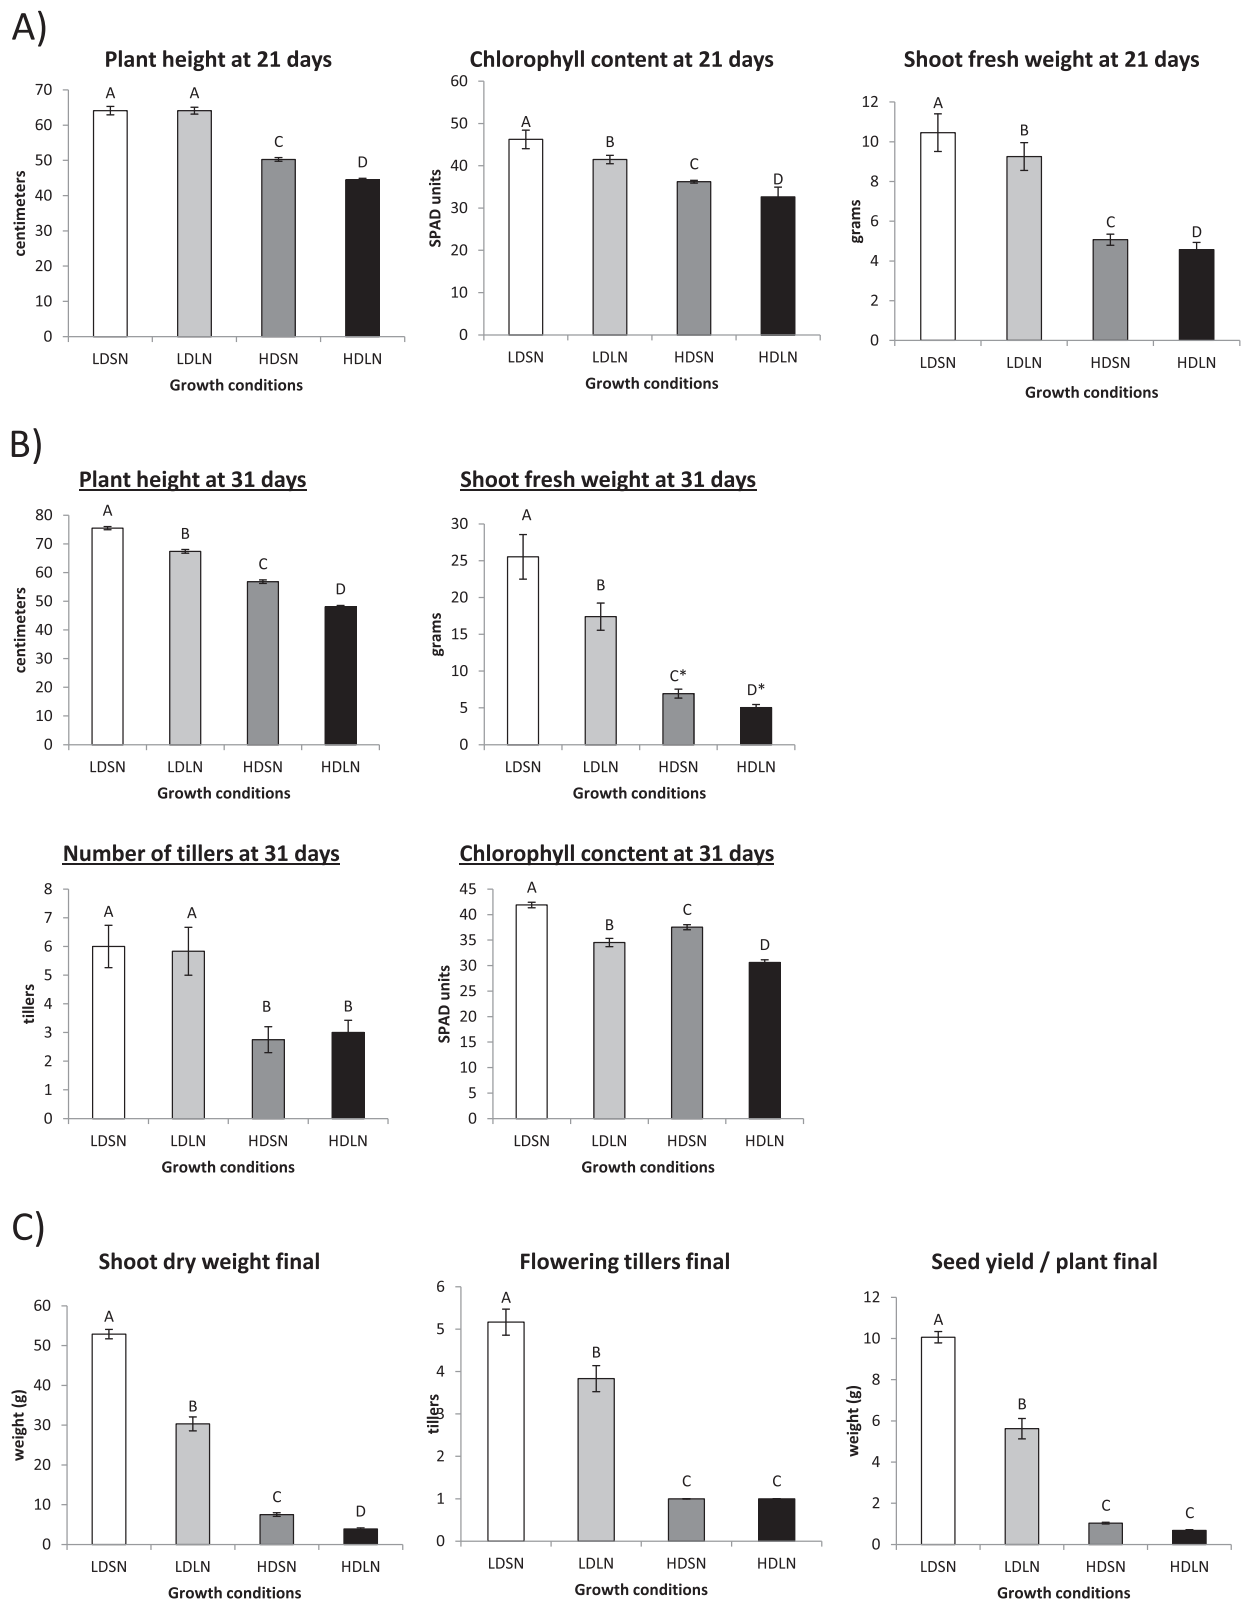 A)
Plant height at 21 days
centimeters
70
60
50
40
30
20
10
0
A
A
C
D
LDSN LDLN HDSN HDLN
Growth conditions
Chlorophyll content at 21 days
SPAD units
60
50
40
30
20
10
0
A
B
C
D
LDSN LDLN HDSN HDLN
Growth conditions
Shoot fresh weight at 21 days
grams
12
10
8
6
4
2
0
A
B
C
D
LDSN LDLN HDSN HDLN
Growth conditions
B)
Plant height at 31 days
centimeters
80
70
60
50
40
30
20
10
0
A
B
C
D
LDSN LDLN HDSN HDLN
Growth conditions
Shoot fresh weight at 31 days
grams
30
25
20
15
10
5
0
A
B
C*
D*
LDSN LDLN HDSN HDLN
Growth conditions
Number of tillers at 31 days
tillers
8
7
6
5
4
3
2
1
0
A
A
B
B
LDSN LDLN HDSN HDLN
Growth conditions
Chlorophyll conctent at 31 days
SPAD units
45
40
35
30
25
20
15
10
5
0
A
B
C
D
LDSN LDLN HDSN HDLN
Growth conditions
C)
Shoot dry weight final
weight (g)
60
50
40
30
20
10
0
A
B
C
D
LDSN LDLN HDSN HDLN
Growth conditions
Flowering tillers final
tillers
6
5
4
3
2
1
0
A
B
C
C
LDSN LDLN HDSN HDLN
Growth conditions
Seed yield / plant final
weight (g)
12
10
8
6
4
2
0
A
B
C
C
LDSN LDLN HDSN HDLN
Growth conditions